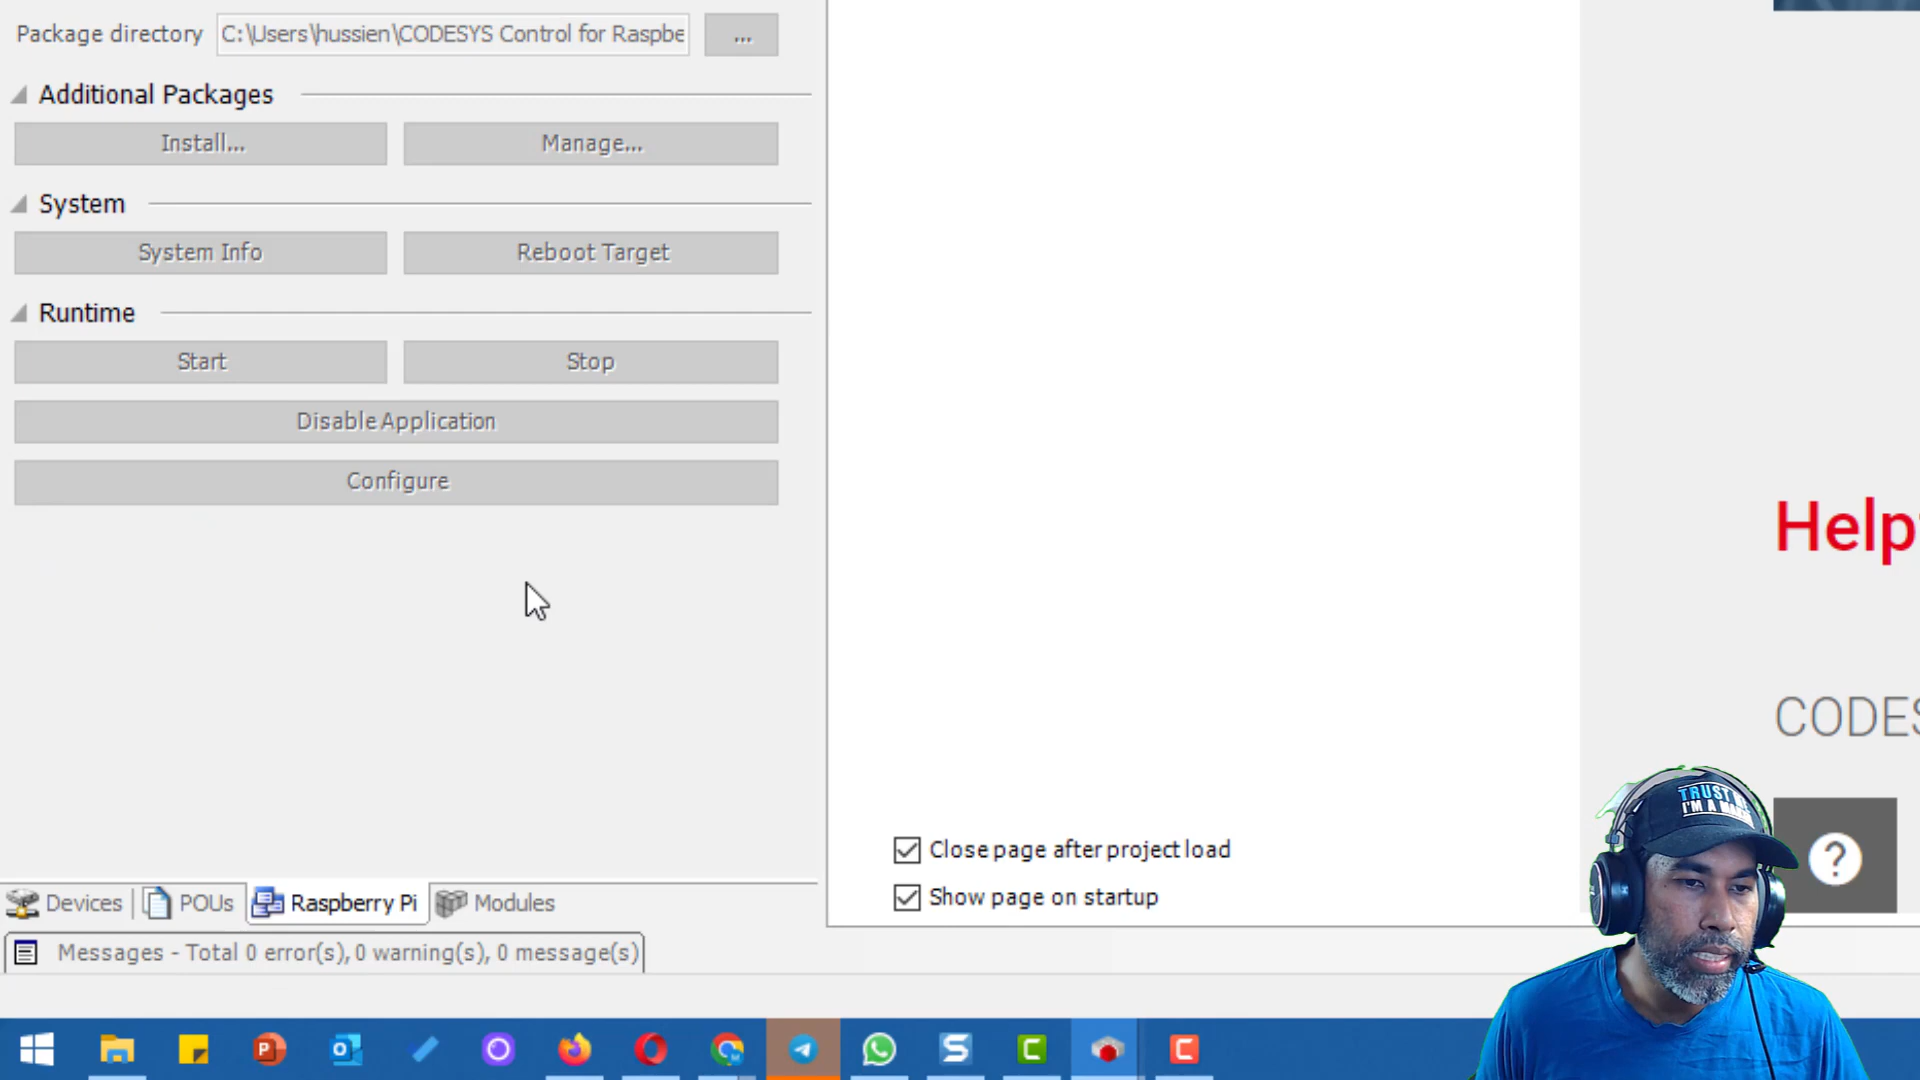 Package directory C:\Users\hussien\CODESYS Control for Raspbe ...
Additional Packages
Install... Manage...
System
System Info Reboot Target
Runtime
Start Stop
Disable Application
Configure
Help
CODES
TRUST ME
I'M A
?
Close page after project load
Show page on startup
Devices POUs Raspberry Pi Modules
Messages - Total 0 error(s), 0 warning(s), 0 message(s)